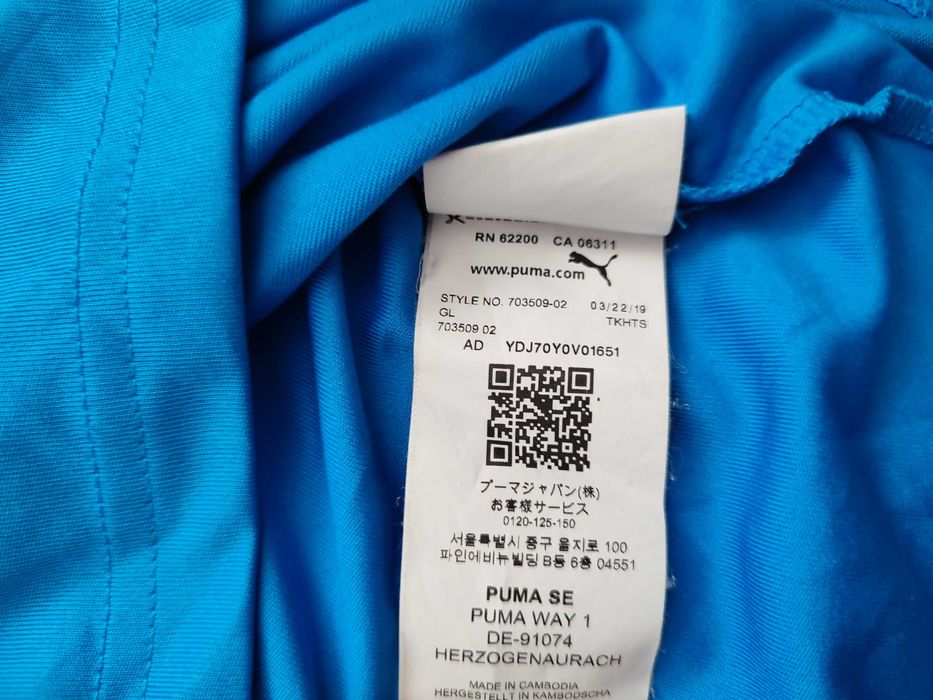 RN 62200 CA 06311
www.puma.com
STYLE NO. 703509-02 03/22/19
GL TKHTS
703509 02
AD YDJ70Y0V01651
プーマジャパン(株)
お客様サービス
0120-125-150
서울특별시 중구 을지로 100
파인에비뉴빌딩 B동 6층 04551
PUMA SE
PUMA WAY 1
DE-91074
HERZOGENAURACH
MADE IN CAMBODIA
HERGESTELLT IN KAMBODSCHA